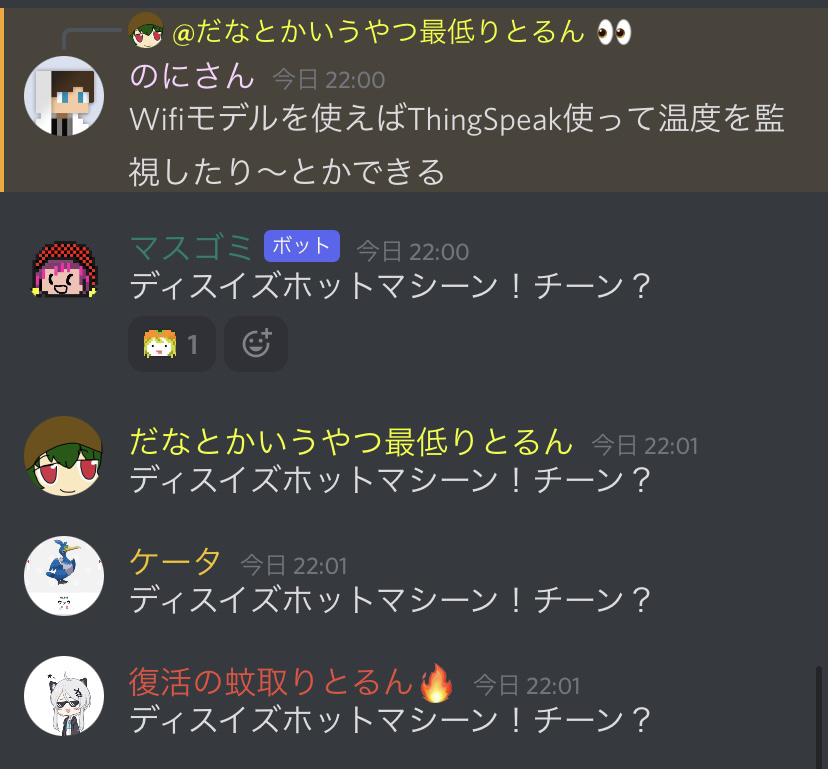 @だなとかいうやつ最低りとるん 👀
のにさん 今日 22:00
Wifiモデルを使えばThingSpeak使って温度を監
視したり〜とかできる
マスゴミ ボット 今日 22:00
ディスイズホットマシーン！チーン？
1
だなとかいうやつ最低りとるん 今日 22:01
ディスイズホットマシーン！チーン？
ケータ 今日 22:01
ディスイズホットマシーン！チーン？
復活の蚊取りとるん🔥 今日 22:01
ディスイズホットマシーン！チーン？